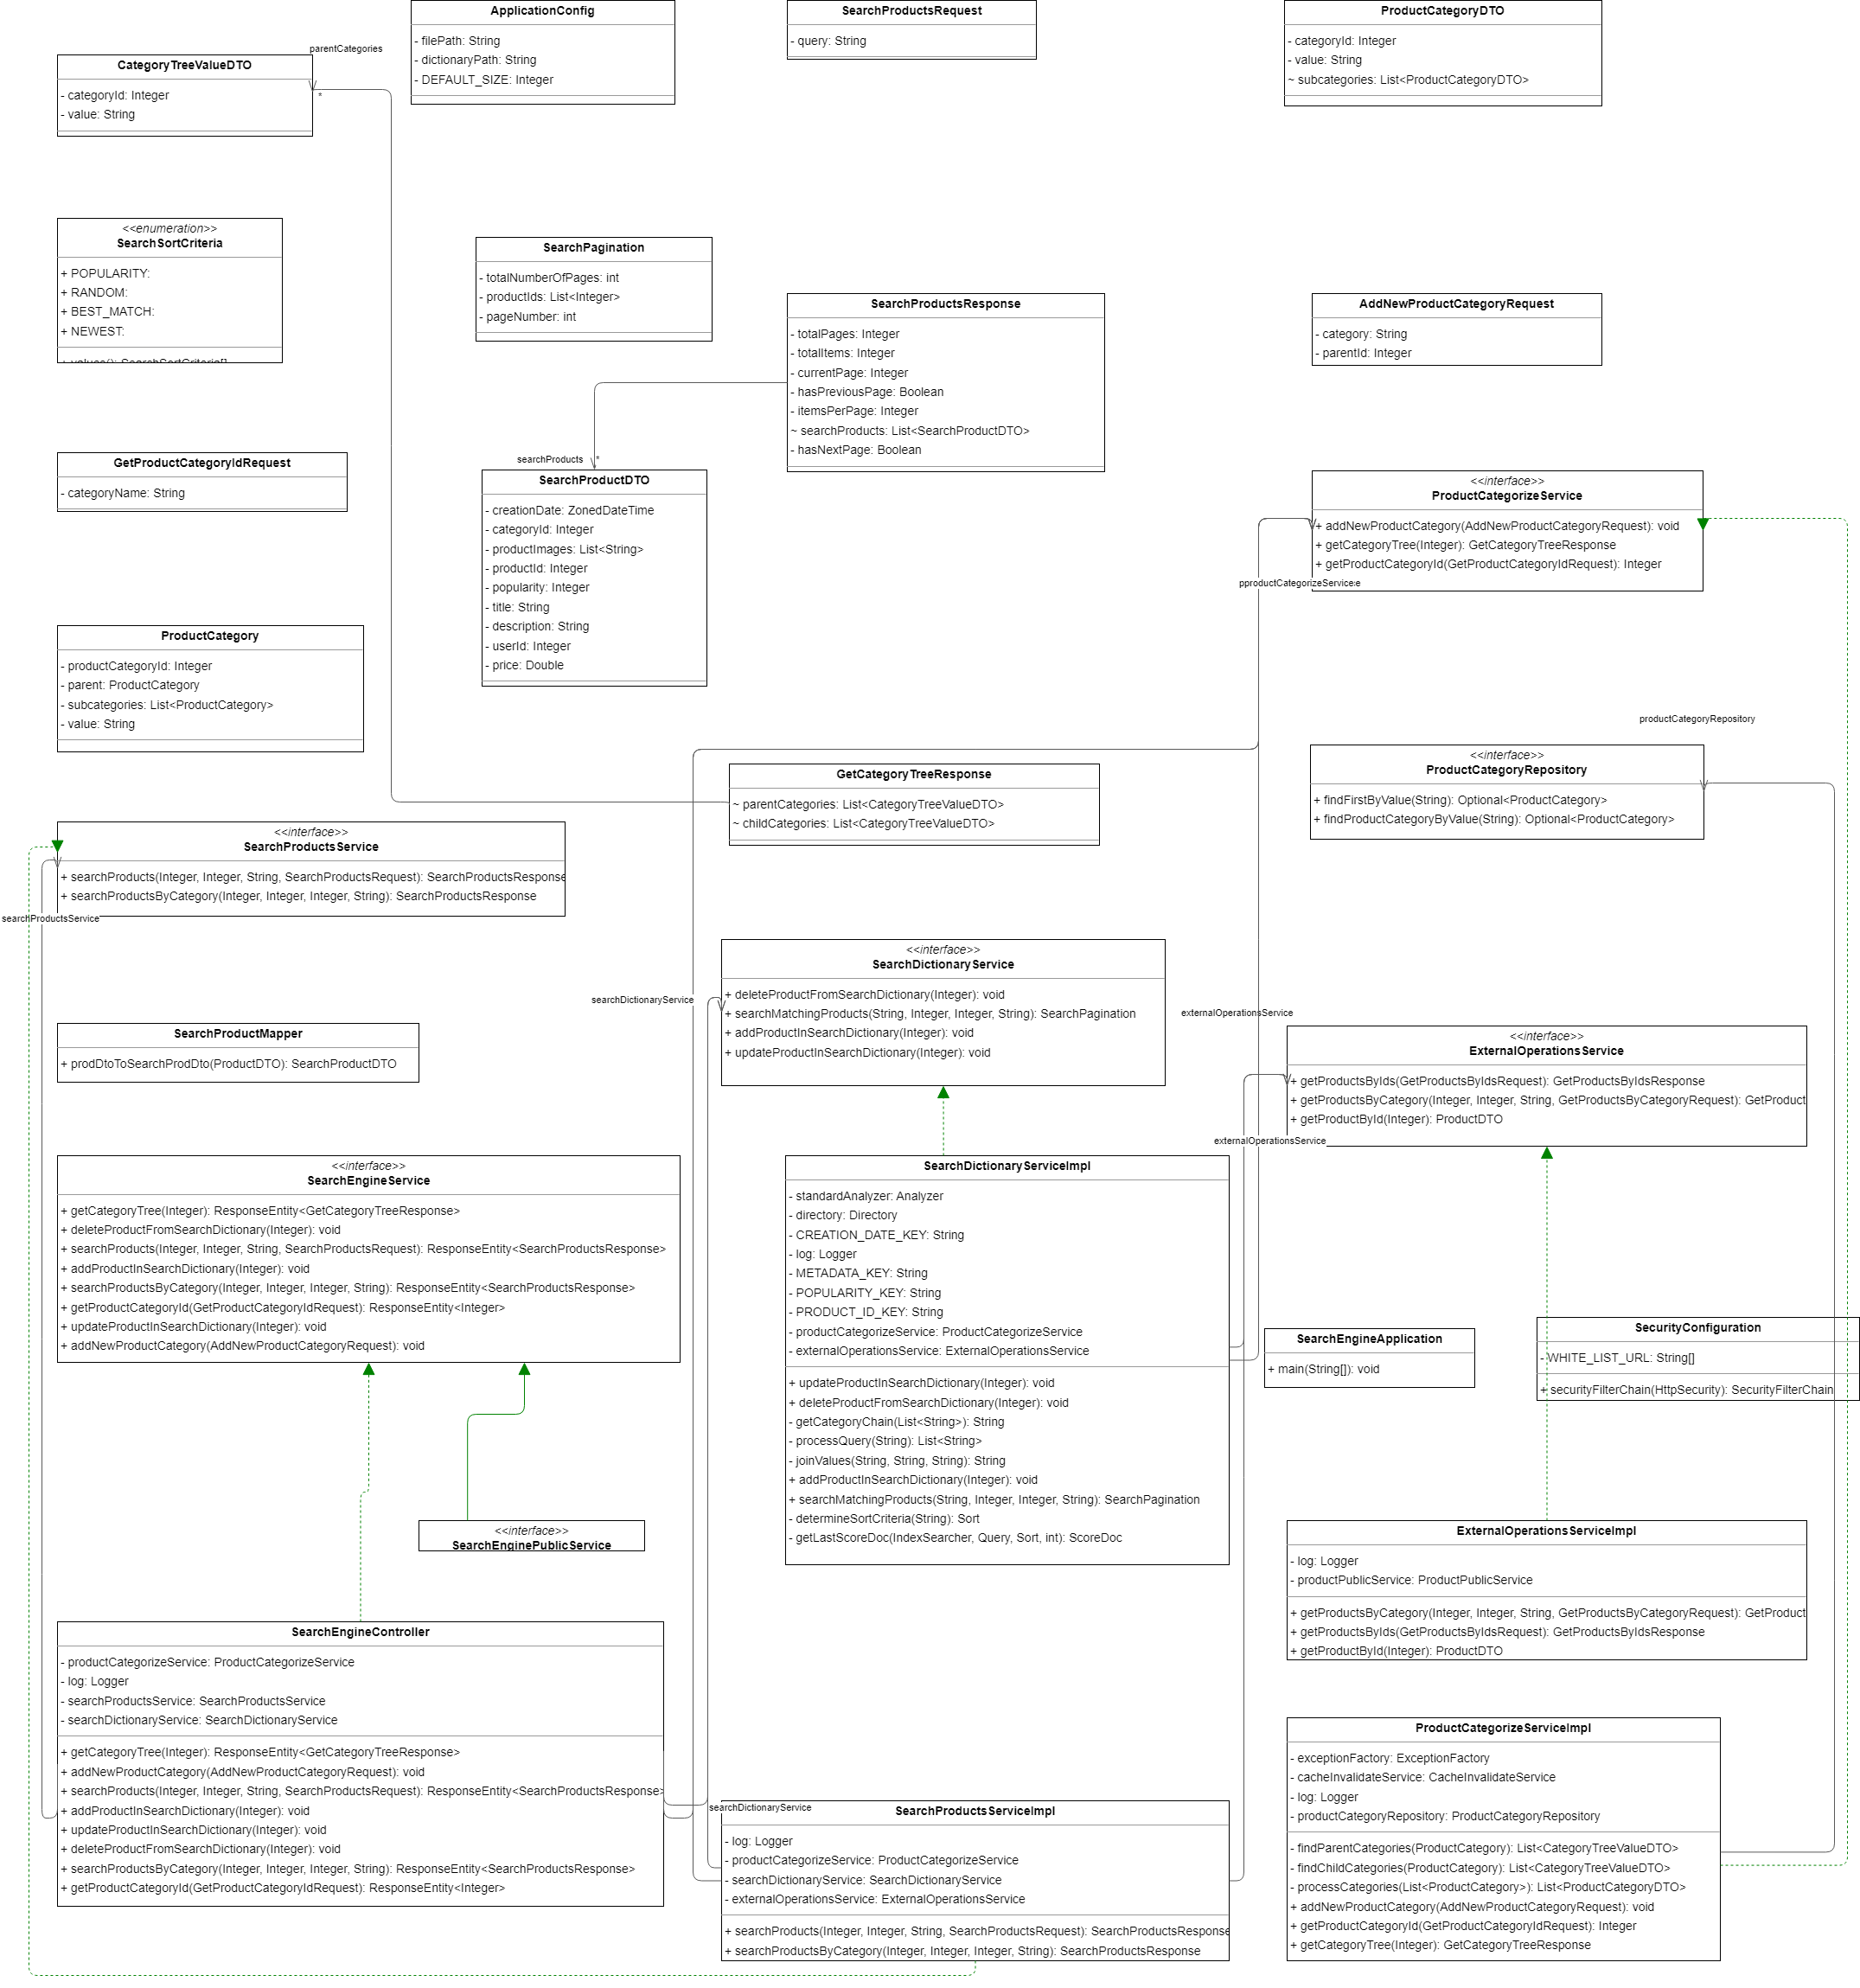 ApplicationConfig
- filePath: String
- dictionaryPath: String
- DEFAULT_SIZE: Integer
SearchProductsRequest
- query: String
ProductCategoryDTO
- categoryId: Integer
- value: String
~ subcategories: List<ProductCategoryDTO>
parentCategories
*
CategoryTreeValueDTO
- categoryId: Integer
- value: String
<<enumeration>>
SearchSortCriteria
+ POPULARITY:
+ RANDOM:
+ BEST_MATCH:
+ NEWEST:
+ values(): SearchSortCriteria[]
SearchPagination
- totalNumberOfPages: int
- productIds: List<Integer>
- pageNumber: int
SearchProductsResponse
- totalPages: Integer
- totalItems: Integer
- currentPage: Integer
- hasPreviousPage: Boolean
- itemsPerPage: Integer
~ searchProducts: List<SearchProductDTO>
- hasNextPage: Boolean
AddNewProductCategoryRequest
- category: String
- parentId: Integer
GetProductCategoryIdRequest
- categoryName: String
searchProducts
*
SearchProductDTO
- creationDate: ZonedDateTime
- categoryId: Integer
- productImages: List<String>
- productId: Integer
- popularity: Integer
- title: String
- description: String
- userId: Integer
- price: Double
<<interface>>
ProductCategorizeService
+ addNewProductCategory(AddNewProductCategoryRequest): void
+ getCategoryTree(Integer): GetCategoryTreeResponse
+ getProductCategoryId(GetProductCategoryIdRequest): Integer
ProductCategory
- productCategoryId: Integer
- parent: ProductCategory
- subcategories: List<ProductCategory>
- value: String
productCategoryRepository
<<interface>>
ProductCategoryRepository
+ findFirstByValue(String): Optional<ProductCategory>
+ findProductCategoryByValue(String): Optional<ProductCategory>
GetCategoryTreeResponse
~ parentCategories: List<CategoryTreeValueDTO>
~ childCategories: List<CategoryTreeValueDTO>
<<interface>>
SearchProductsService
+ searchProducts(Integer, Integer, String, SearchProductsRequest): SearchProductsResponse
+ searchProductsByCategory(Integer, Integer, Integer, String): SearchProductsResponse
searchProductsService
<<interface>>
SearchDictionaryService
+ deleteProductFromSearchDictionary(Integer): void
+ searchMatchingProducts(String, Integer, Integer, String): SearchPagination
+ addProductInSearchDictionary(Integer): void
+ updateProductInSearchDictionary(Integer): void
searchDictionaryService
externalOperationsService
<<interface>>
ExternalOperationsService
+ getProductsByIds(GetProductsByIdsRequest): GetProductsByIdsResponse
+ getProductsByCategory(Integer, Integer, String, GetProductsByCategoryRequest): GetProduct
+ getProductById(Integer): ProductDTO
externalOperationsService
SearchProductMapper
+ prodDtoToSearchProdDto(ProductDTO): SearchProductDTO
<<interface>>
SearchEngineService
+ getCategoryTree(Integer): ResponseEntity<GetCategoryTreeResponse>
+ deleteProductFromSearchDictionary(Integer): void
+ searchProducts(Integer, Integer, String, SearchProductsRequest): ResponseEntity<SearchProductsResponse>
+ addProductInSearchDictionary(Integer): void
+ searchProductsByCategory(Integer, Integer, Integer, String): ResponseEntity<SearchProductsResponse>
+ getProductCategoryId(GetProductCategoryIdRequest): ResponseEntity<Integer>
+ updateProductInSearchDictionary(Integer): void
+ addNewProductCategory(AddNewProductCategoryRequest): void
SearchDictionaryServiceImpl
- standardAnalyzer: Analyzer
- directory: Directory
- CREATION_DATE_KEY: String
- log: Logger
- METADATA_KEY: String
- POPULARITY_KEY: String
- PRODUCT_ID_KEY: String
- productCategorizeService: ProductCategorizeService
- externalOperationsService: ExternalOperationsService
+ updateProductInSearchDictionary(Integer): void
+ deleteProductFromSearchDictionary(Integer): void
- getCategoryChain(List<String>): String
- processQuery(String): List<String>
- joinValues(String, String, String): String
+ addProductInSearchDictionary(Integer): void
+ searchMatchingProducts(String, Integer, Integer, String): SearchPagination
- determineSortCriteria(String): Sort
- getLastScoreDoc(IndexSearcher, Query, Sort, int): ScoreDoc
SearchEngineApplication
+ main(String[]): void
SecurityConfiguration
- WHITE_LIST_URL: String[]
+ securityFilterChain(HttpSecurity): SecurityFilterChain
<<interface>>
SearchEnginePublicService
ExternalOperationsServiceImpl
- log: Logger
- productPublicService: ProductPublicService
+ getProductsByCategory(Integer, Integer, String, GetProductsByCategoryRequest): GetProduct
+ getProductsByIds(GetProductsByIdsRequest): GetProductsByIdsResponse
+ getProductById(Integer): ProductDTO
SearchEngineController
- productCategorizeService: ProductCategorizeService
- log: Logger
- searchProductsService: SearchProductsService
- searchDictionaryService: SearchDictionaryService
+ getCategoryTree(Integer): ResponseEntity<GetCategoryTreeResponse>
+ addNewProductCategory(AddNewProductCategoryRequest): void
+ searchProducts(Integer, Integer, String, SearchProductsRequest): ResponseEntity<SearchProductsResponse>
+ addProductInSearchDictionary(Integer): void
+ updateProductInSearchDictionary(Integer): void
+ deleteProductFromSearchDictionary(Integer): void
+ searchProductsByCategory(Integer, Integer, Integer, String): ResponseEntity<SearchProductsResponse>
+ getProductCategoryId(GetProductCategoryIdRequest): ResponseEntity<Integer>
searchDictionaryService
SearchProductsServiceImpl
- log: Logger
- productCategorizeService: ProductCategorizeService
- searchDictionaryService: SearchDictionaryService
- externalOperationsService: ExternalOperationsService
+ searchProducts(Integer, Integer, String, SearchProductsRequest): SearchProductsResponse
+ searchProductsByCategory(Integer, Integer, Integer, String): SearchProductsResponse
ProductCategorizeServiceImpl
- exceptionFactory: ExceptionFactory
- cacheInvalidateService: CacheInvalidateService
- log: Logger
- productCategoryRepository: ProductCategoryRepository
- findParentCategories(ProductCategory): List<CategoryTreeValueDTO>
- findChildCategories(ProductCategory): List<CategoryTreeValueDTO>
- processCategories(List<ProductCategory>): List<ProductCategoryDTO>
+ addNewProductCategory(AddNewProductCategoryRequest): void
+ getProductCategoryId(GetProductCategoryIdRequest): Integer
+ getCategoryTree(Integer): GetCategoryTreeResponse